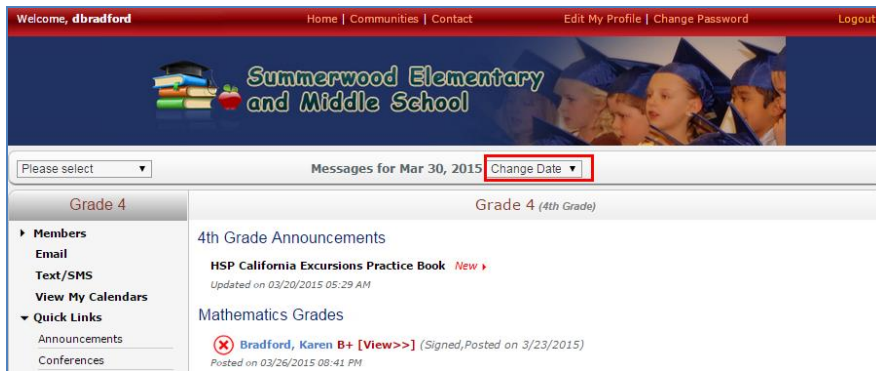 Welcome, dbradford Home | Communities | Contact Edit My Profile | Change Password Logout
Summerwood Elementary
and Middle School
Please select Messages for Mar 30, 2015 Change Date
Grade 4
Members
Email
Text/SMS
View My Calendars
Quick Links
Announcements
Conferences
Grade 4 (4th Grade)
4th Grade Announcements
HSP California Excursions Practice Book New
Updated on 03/20/2015 05:29 AM
Mathematics Grades
Bradford, Karen B+ [View>>] (Signed,Posted on 3/23/2015)
Posted on 03/26/2015 08:41 PM